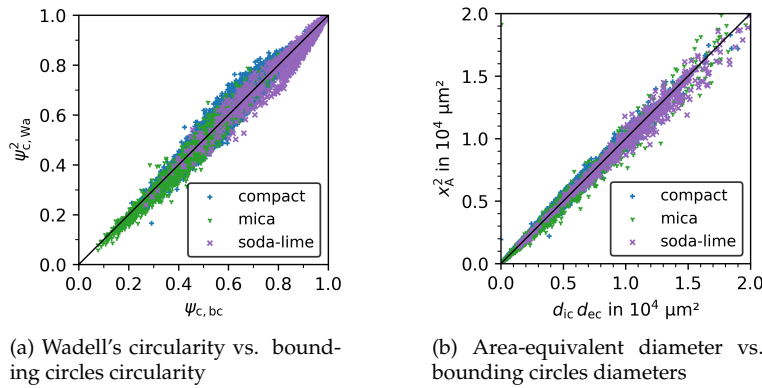 1.0
0.8
0.6
0.4
0.2
0.0
ψ²c,Wa
0.0 0.2 0.4 0.6 0.8 1.0
ψc,bc
compact
mica
soda-lime
(a) Wadell's circularity vs. bound-
ing circles circularity
2.0
1.5
1.0
0.5
0.0
x²A in 10⁴ µm²
0.0 0.5 1.0 1.5 2.0
dic dec in 10⁴ µm²
compact
mica
soda-lime
(b) Area-equivalent diameter vs.
bounding circles diameters